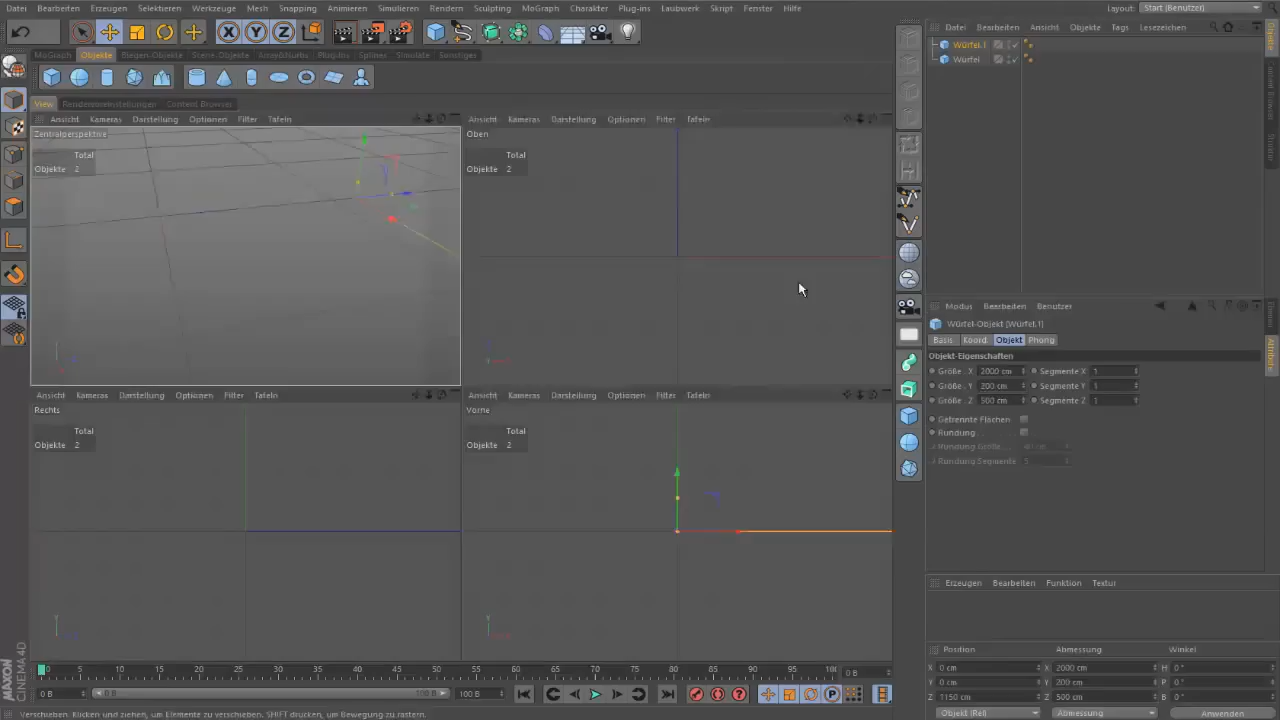 Datei Bearbeiten Erzeugen Selektieren Werkzeuge Mesh Snapping Animieren Simulieren Rendern Sculpting MoGraph Charakter Plug-ins Laubwerk Skript Fenster Hilfe Layout: Start (Benutzer)
Datei Bearbeiten Ansicht Objekte Tags Lesezeichen
X Y Z
Würfel.1
Würfel
MoGraph Objekte Biegen-Objekte Szene-Objekte Plug-ins Splines Simulate Sonstiges
View Rendereinstellungen Content Browser
Ansicht Kameras Darstellung Optionen Filter Tafeln
Ansicht Kameras Darstellung Optionen Filter Tafeln
Zentralperspektive
Total
Objekte 2
Oben
Total
Objekte 2
Modus Bearbeiten Benutzer
Würfel-Objekt [Würfel.1]
Basis Koord. Objekt Phong
Objekt-Eigenschaften
Größe . X 2000 cm Segmente X 1
Größe . Y 200 cm Segmente Y 1
Größe . Z 500 cm Segmente Z 1
Getrennte Flächen
Rundung
Rundung Segmente 5
Objekte
Struktur
Attribute
Ansicht Kameras Darstellung Optionen Filter Tafeln
Ansicht Kameras Darstellung Optionen Filter Tafeln
Rechts
Total
Objekte 2
Vorne
Total
Objekte 2
Erzeugen Bearbeiten Funktion Textur
Position Abmessung Winkel
X 0 cm X 2000 cm H 0 °
Y 0 cm Y 200 cm P 0 °
Z 1150 cm Z 500 cm B 0 °
Objekt (Rel) Abmessung Anwenden
0 5 10 15 20 25 30 35 40 45 50 55 60 65 70 75 80 85 90 95 0 B
0 B 0 B 100 B 100 B
MAXON CINEMA 4D
Verschieben: Klicken und ziehen, um Elemente zu verschieben. SHIFT drücken, um Bewegung zu rastern.